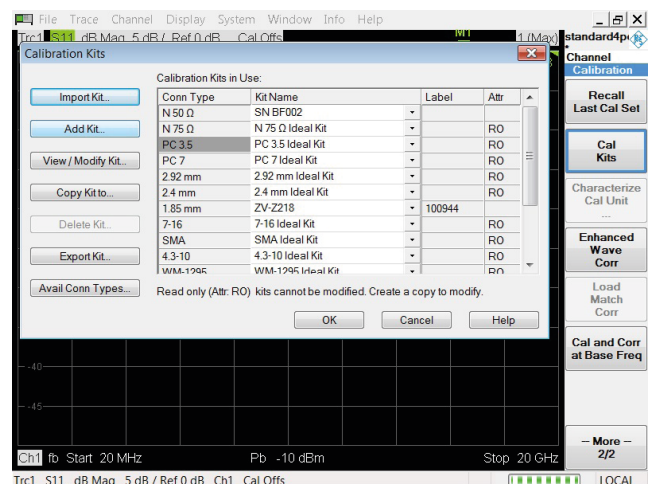 File Trace Channel Display System Window Info Help
Trc1 S11 dB Mag 5 dB / Ref 0 dB Cal Offs M1 1 (Max)
standard4p
Calibration Kits
Calibration Kits in Use:
Conn Type Kit Name Label Attr
N 50 Ω SN BF002
N 75 Ω N 75 Ω Ideal Kit RO
PC 3.5 PC 3.5 Ideal Kit RO
PC 7 PC 7 Ideal Kit RO
2.92 mm 2.92 mm Ideal Kit RO
2.4 mm 2.4 mm Ideal Kit RO
1.85 mm ZV-Z218 100944
7-16 7-16 Ideal Kit RO
SMA SMA Ideal Kit RO
4.3-10 4.3-10 Ideal Kit RO
WM-1295 WM-1295 Ideal Kit RO
Import Kit...
Add Kit...
View / Modify Kit...
Copy Kit to...
Delete Kit...
Export Kit...
Avail Conn Types...
Read only (Attr: RO) kits cannot be modified. Create a copy to modify.
OK Cancel Help
Channel
Calibration
Recall
Last Cal Set
Cal
Kits
Characterize
Cal Unit
...
Enhanced
Wave
Corr
Load
Match
Corr
Cal and Corr
at Base Freq
– More –
2/2
-40
-45
Ch1 fb Start 20 MHz Pb -10 dBm Stop 20 GHz
Trc1 S11 dB Mag 5 dB / Ref 0 dB Ch1 Cal Offs LOCAL